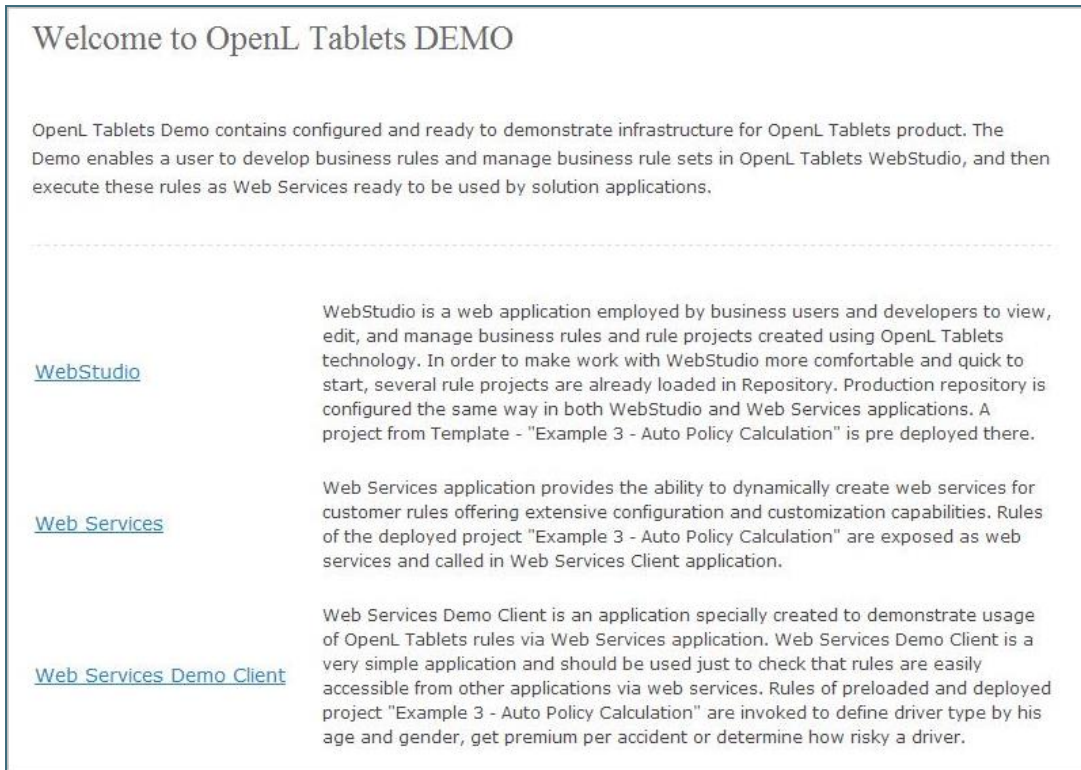 Welcome to OpenL Tablets DEMO
OpenL Tablets Demo contains configured and ready to demonstrate infrastructure for OpenL Tablets product. The
Demo enables a user to develop business rules and manage business rule sets in OpenL Tablets WebStudio, and then
execute these rules as Web Services ready to be used by solution applications.
WebStudio
WebStudio is a web application employed by business users and developers to view,
edit, and manage business rules and rule projects created using OpenL Tablets
technology. In order to make work with WebStudio more comfortable and quick to
start, several rule projects are already loaded in Repository. Production repository is
configured the same way in both WebStudio and Web Services applications. A
project from Template - "Example 3 - Auto Policy Calculation" is pre deployed there.
Web Services
Web Services application provides the ability to dynamically create web services for
customer rules offering extensive configuration and customization capabilities. Rules
of the deployed project "Example 3 - Auto Policy Calculation" are exposed as web
services and called in Web Services Client application.
Web Services Demo Client
Web Services Demo Client is an application specially created to demonstrate usage
of OpenL Tablets rules via Web Services application. Web Services Demo Client is a
very simple application and should be used just to check that rules are easily
accessible from other applications via web services. Rules of preloaded and deployed
project "Example 3 - Auto Policy Calculation" are invoked to define driver type by his
age and gender, get premium per accident or determine how risky a driver.